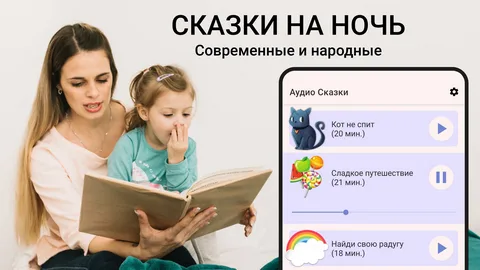 СКАЗКИ НА НОЧЬ
Современные и народные
Аудио Сказки
Кот не спит
(20 мин.)
Сладкое путешествие
(21 мин.)
Найди свою радугу
(18 мин.)